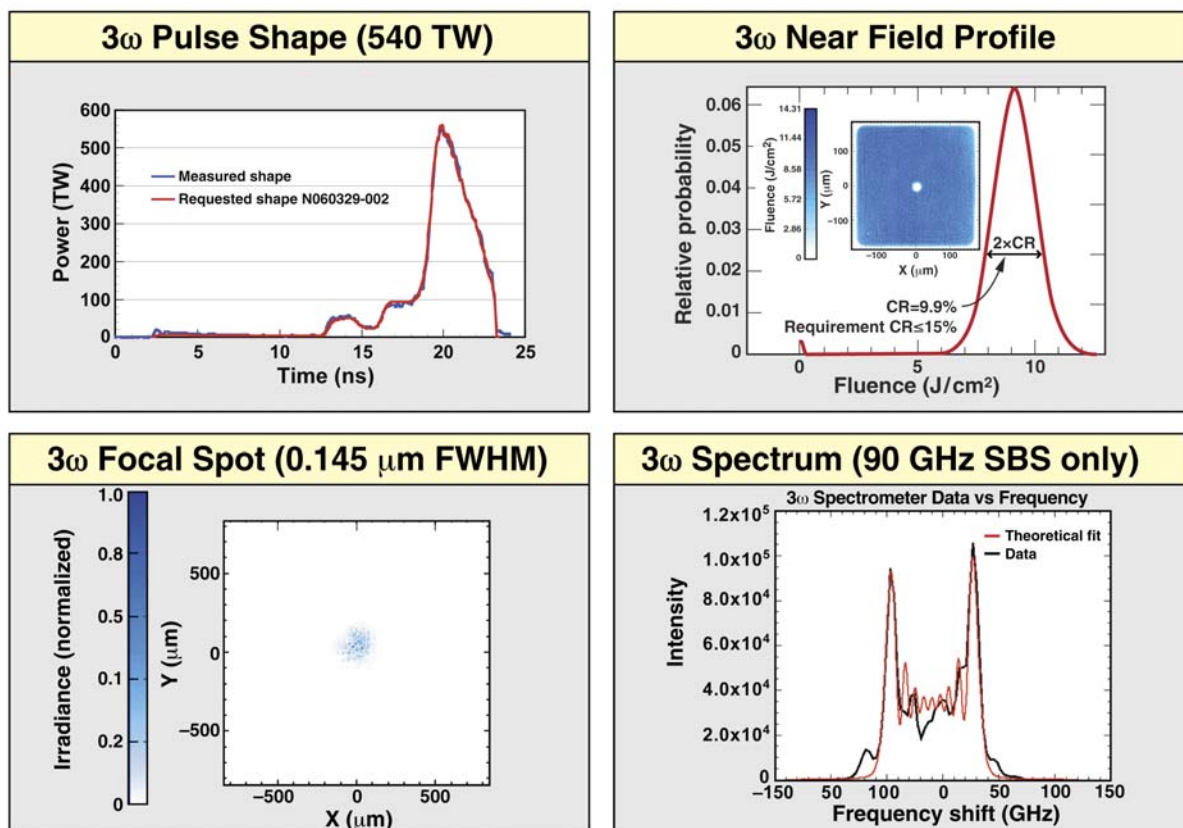 3ω Pulse Shape (540 TW)
Power (TW)
600
500
400
300
200
100
0
Measured shape
Requested shape N060329-002
0
5
10
15
20
25
Time (ns)
3ω Near Field Profile
Relative probability
0.06
0.05
0.04
0.03
0.02
0.01
0
Fluence (J/cm²)
14.31
11.44
8.58
5.72
2.86
0
Y (μm)
100
0
−100
−100
0
100
X (μm)
2×CR
CR=9.9%
Requirement CR≤15%
0
5
10
Fluence (J/cm²)
3ω Focal Spot (0.145 μm FWHM)
Irradiance (normalized)
1.0
0.8
0.5
0.1
0.2
0
Y (μm)
500
0
−500
−500
0
500
X (μm)
3ω Spectrum (90 GHz SBS only)
3ω Spectrometer Data vs Frequency
Intensity
1.2x10⁵
1.0x10⁵
8.0x10⁴
6.0x10⁴
4.0x10⁴
2.0x10⁴
0
Theoretical fit
Data
−150
100
50
0
50
100
150
Frequency shift (GHz)